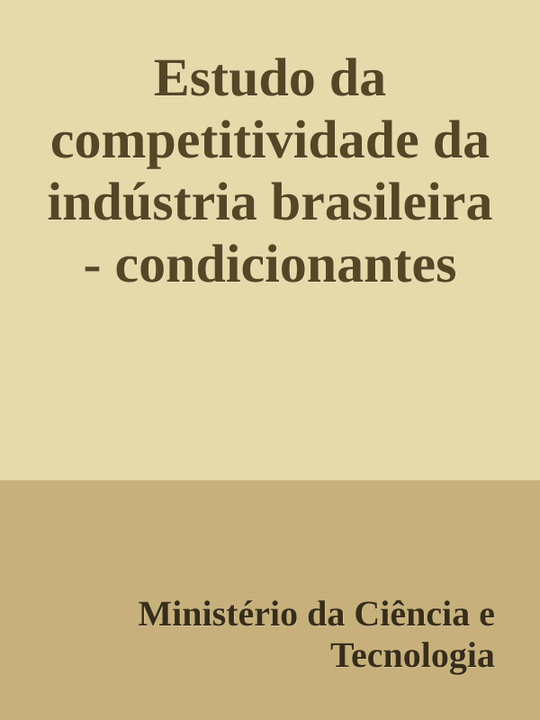 Estudo da
competitividade da
indústria brasileira
- condicionantes
Ministério da Ciência e
Tecnologia